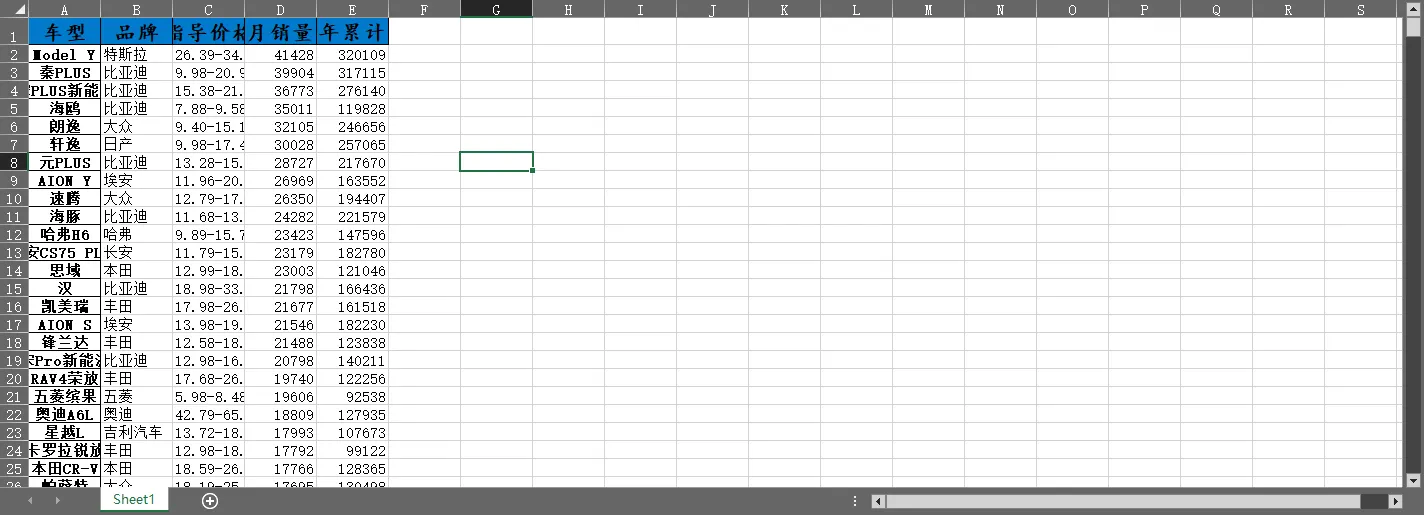 A B C D E F G H I J K L M N O P Q R S
1 车型 品牌 指导价格 月销量 年累计
2 Model Y 特斯拉 26.39-34. 41428 320109
3 秦PLUS 比亚迪 9.98-20.9 39904 317115
4 PLUS新能 比亚迪 15.38-21. 36773 276140
5 海鸥 比亚迪 7.88-9.58 35011 119828
6 朗逸 大众 9.40-15.1 32105 246656
7 轩逸 日产 9.98-17.4 30028 257065
8 元PLUS 比亚迪 13.28-15. 28727 217670
9 AION Y 埃安 11.96-20. 26969 163552
10 速腾 大众 12.79-17. 26350 194407
11 海豚 比亚迪 11.68-13. 24282 221579
12 哈弗H6 哈弗 9.89-15.7 23423 147596
13 安CS75 PL 长安 11.79-15. 23179 182780
14 思域 本田 12.99-18. 23003 121046
15 汉 比亚迪 18.98-33. 21798 166436
16 凯美瑞 丰田 17.98-26. 21677 161518
17 AION S 埃安 13.98-19. 21546 182230
18 锋兰达 丰田 12.58-18. 21488 123838
19 Pro新能 比亚迪 12.98-16. 20798 140211
20 RAV4荣放 丰田 17.68-26. 19740 122256
21 五菱缤果 五菱 5.98-8.48 19606 92538
22 奥迪A6L 奥迪 42.79-65. 18809 127935
23 星越L 吉利汽车 13.72-18. 17993 107673
24 卡罗拉锐放 丰田 12.98-18. 17792 99122
25 本田CR-V 本田 18.59-26. 17766 128365
26 帕萨特 大众 18.19-25. 17695 130498
Sheet1